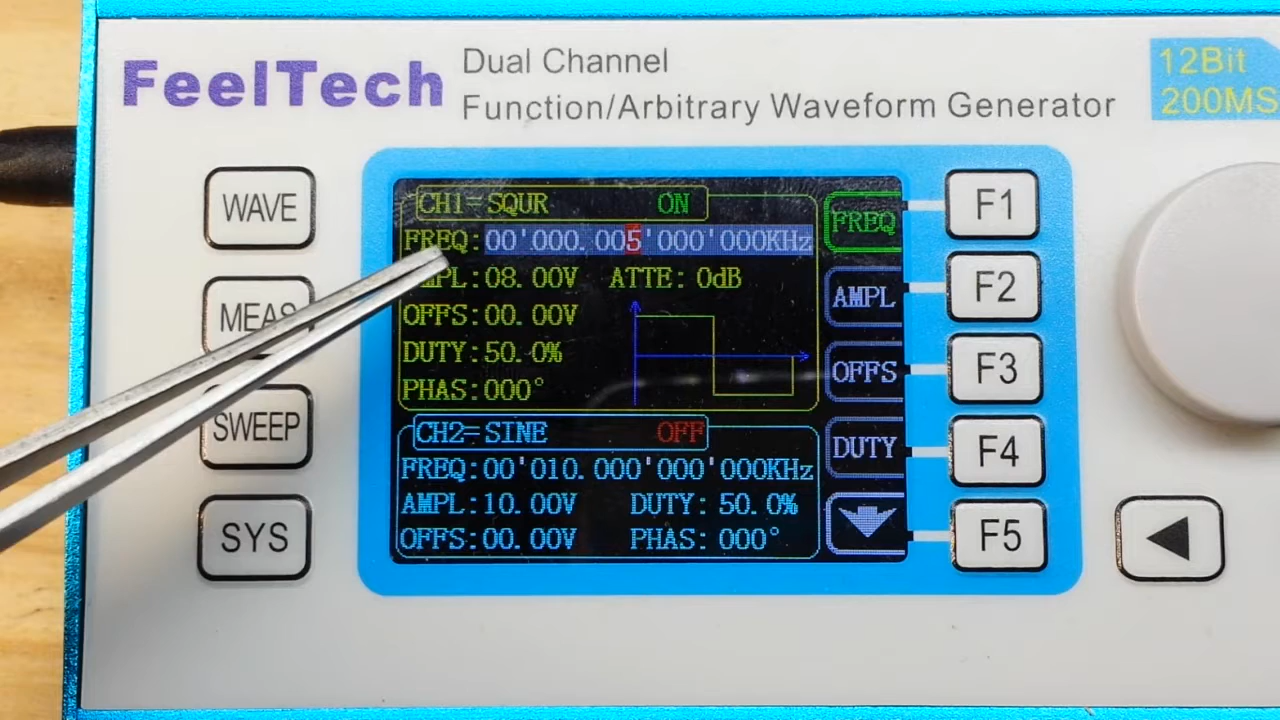 FeelTech
Dual Channel
Function/Arbitrary Waveform Generator
12Bit
200MS
WAVE
SWEEP
SYS
CH1=SQUR ON
FREQ:00'000.005'000'000KHz
:08.00V ATTE: 0dB
OFFS:00.00V
DUTY:50.0%
PHAS:000°
CH2=SINE OFF
FREQ:00'010.000'000'000KHz
AMPL:10.00V DUTY:50.0%
OFFS:00.00V PHAS:000°
FREQ
AMPL
OFFS
DUTY
F1
F2
F3
F4
F5